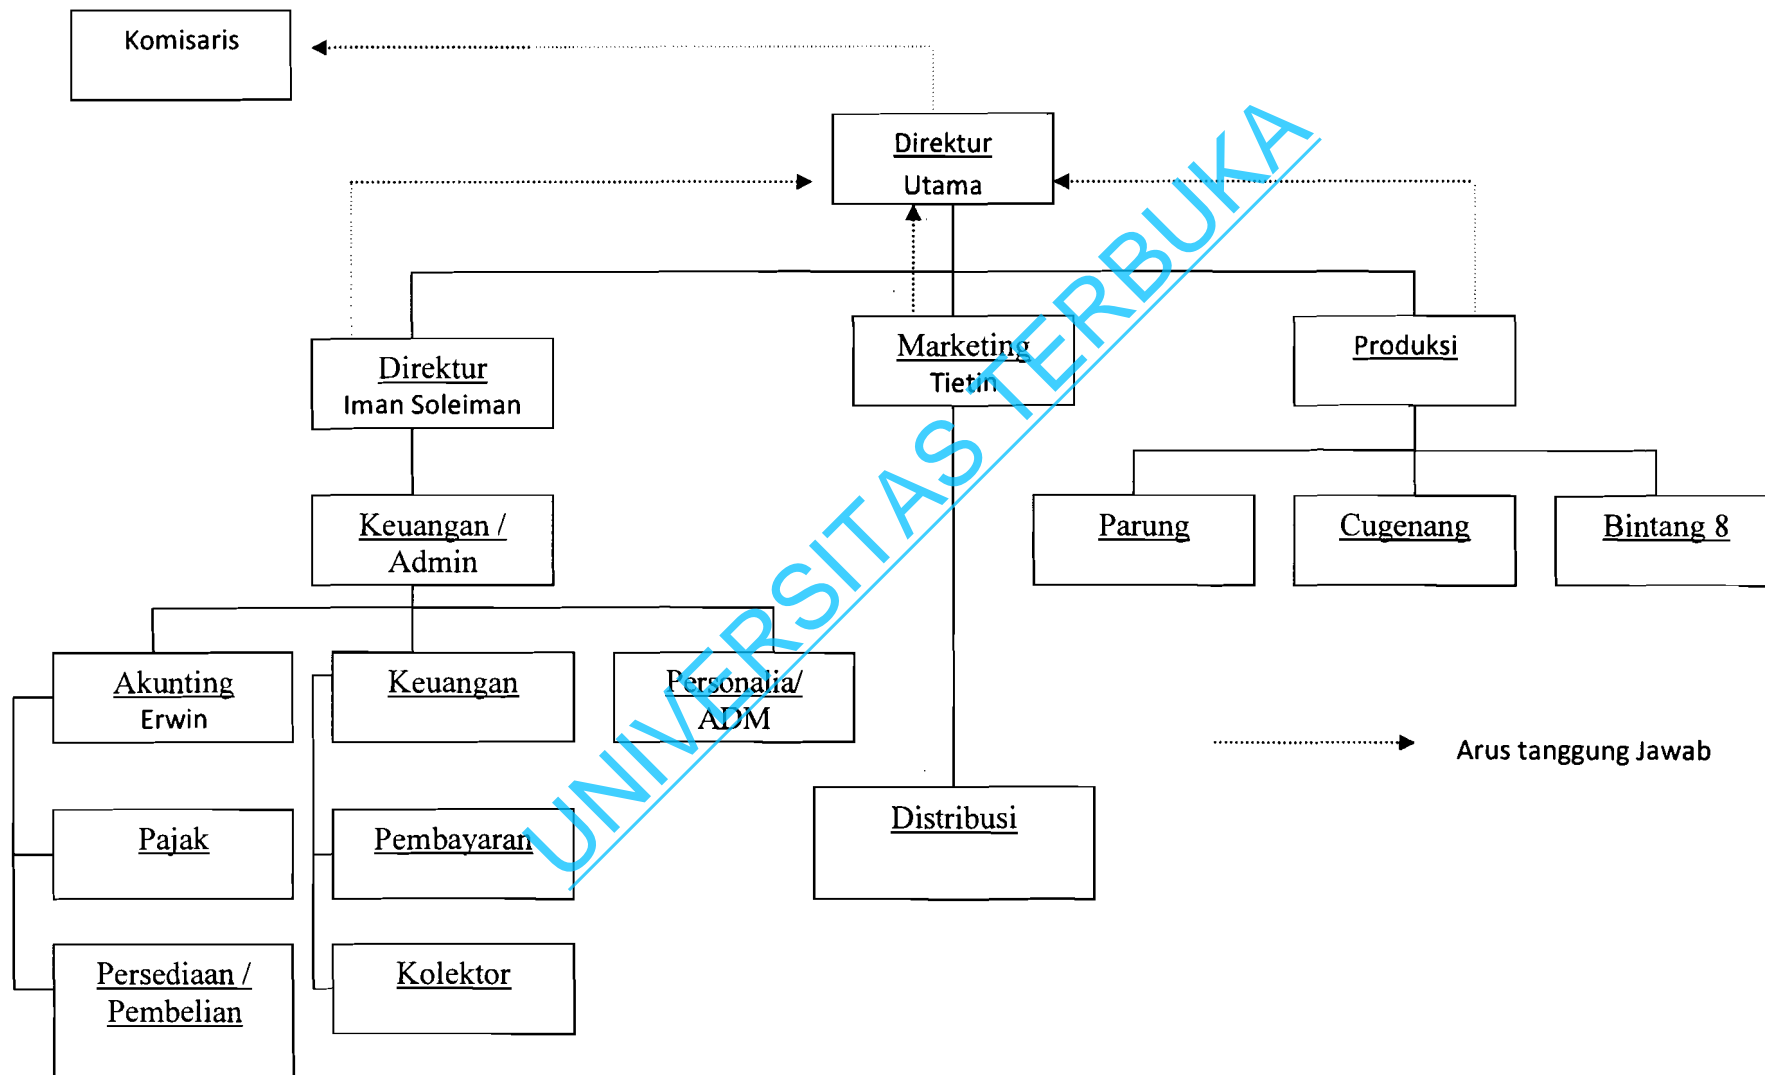 Komisaris
Direktur
Utama
Direktur
Iman Soleiman
Marketing
Tietin
Produksi
Keuangan /
Admin
Parung
Cugenang
Bintang 8
Akunting
Erwin
Keuangan
Personalia/
ADM
Arus tanggung Jawab
Pajak
Pembayaran
Distribusi
Persediaan /
Pembelian
Kolektor
UNIVERSITAS TERBUKA